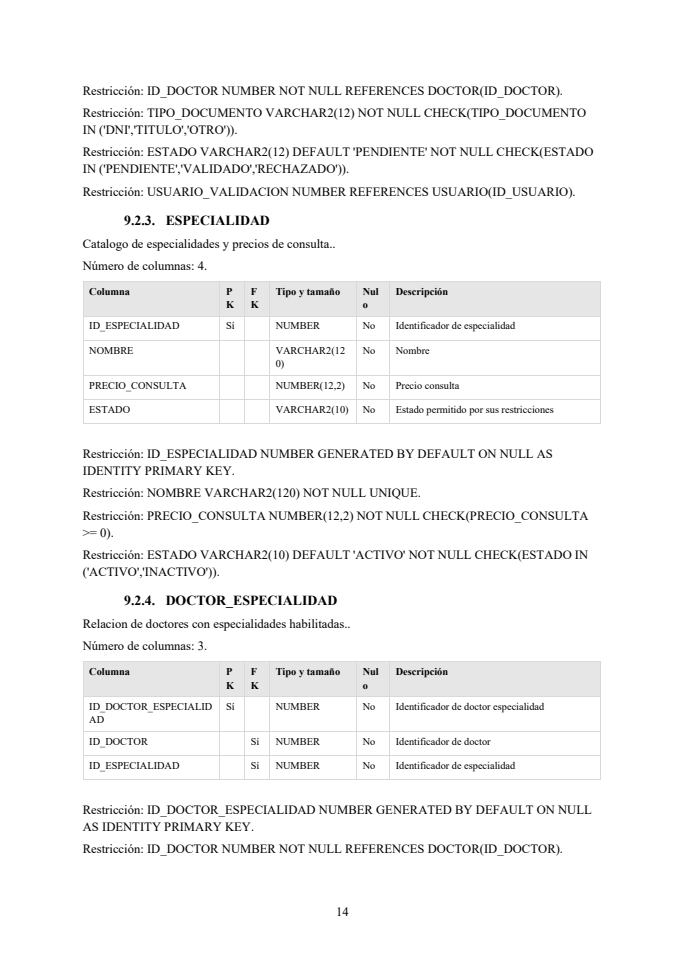 Restricción: ID_DOCTOR NUMBER NOT NULL REFERENCES DOCTOR(ID_DOCTOR).
Restricción: TIPO_DOCUMENTO VARCHAR2(12) NOT NULL CHECK(TIPO_DOCUMENTO
IN ('DNI','TITULO','OTRO')).
Restricción: ESTADO VARCHAR2(12) DEFAULT 'PENDIENTE' NOT NULL CHECK(ESTADO
IN ('PENDIENTE','VALIDADO','RECHAZADO')).
Restricción: USUARIO_VALIDACION NUMBER REFERENCES USUARIO(ID_USUARIO).
9.2.3. ESPECIALIDAD
Catalogo de especialidades y precios de consulta..
Número de columnas: 4.
Columna P F Tipo y tamaño Nul Descripción
K K o
ID_ESPECIALIDAD Sí NUMBER No Identificador de especialidad
NOMBRE VARCHAR2(12 No Nombre
0)
PRECIO_CONSULTA NUMBER(12,2) No Precio consulta
ESTADO VARCHAR2(10) No Estado permitido por sus restricciones
Restricción: ID_ESPECIALIDAD NUMBER GENERATED BY DEFAULT ON NULL AS
IDENTITY PRIMARY KEY.
Restricción: NOMBRE VARCHAR2(120) NOT NULL UNIQUE.
Restricción: PRECIO_CONSULTA NUMBER(12,2) NOT NULL CHECK(PRECIO_CONSULTA
>= 0).
Restricción: ESTADO VARCHAR2(10) DEFAULT 'ACTIVO' NOT NULL CHECK(ESTADO IN
('ACTIVO','INACTIVO')).
9.2.4. DOCTOR_ESPECIALIDAD
Relacion de doctores con especialidades habilitadas..
Número de columnas: 3.
Columna P F Tipo y tamaño Nul Descripción
K K o
ID_DOCTOR_ESPECIALID Sí NUMBER No Identificador de doctor especialidad
AD
ID_DOCTOR Sí NUMBER No Identificador de doctor
ID_ESPECIALIDAD Sí NUMBER No Identificador de especialidad
Restricción: ID_DOCTOR_ESPECIALIDAD NUMBER GENERATED BY DEFAULT ON NULL
AS IDENTITY PRIMARY KEY.
Restricción: ID_DOCTOR NUMBER NOT NULL REFERENCES DOCTOR(ID_DOCTOR).
14